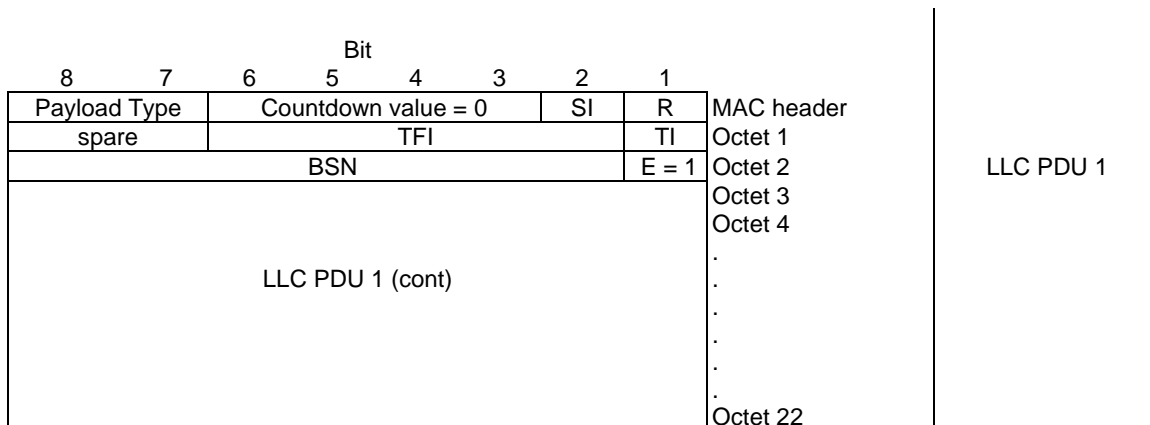 Bit
8 7 6 5 4 3 2 1
Payload Type Countdown value = 0 SI R MAC header
spare TFI TI Octet 1
BSN E = 1 Octet 2 LLC PDU 1
Octet 3
Octet 4
.
LLC PDU 1 (cont) .
.
.
.
.
Octet 22